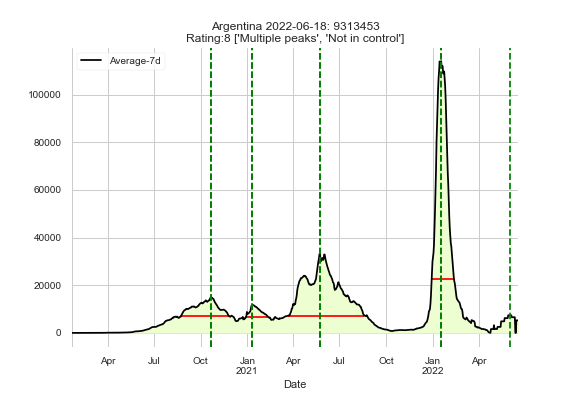 Argentina 2022-06-18: 9313453
Rating:8 ['Multiple peaks', 'Not in control']
Average-7d
100000
80000
60000
40000
20000
0
Apr Jul Oct Jan Apr Jul Oct Jan Apr
2021 2022
Date